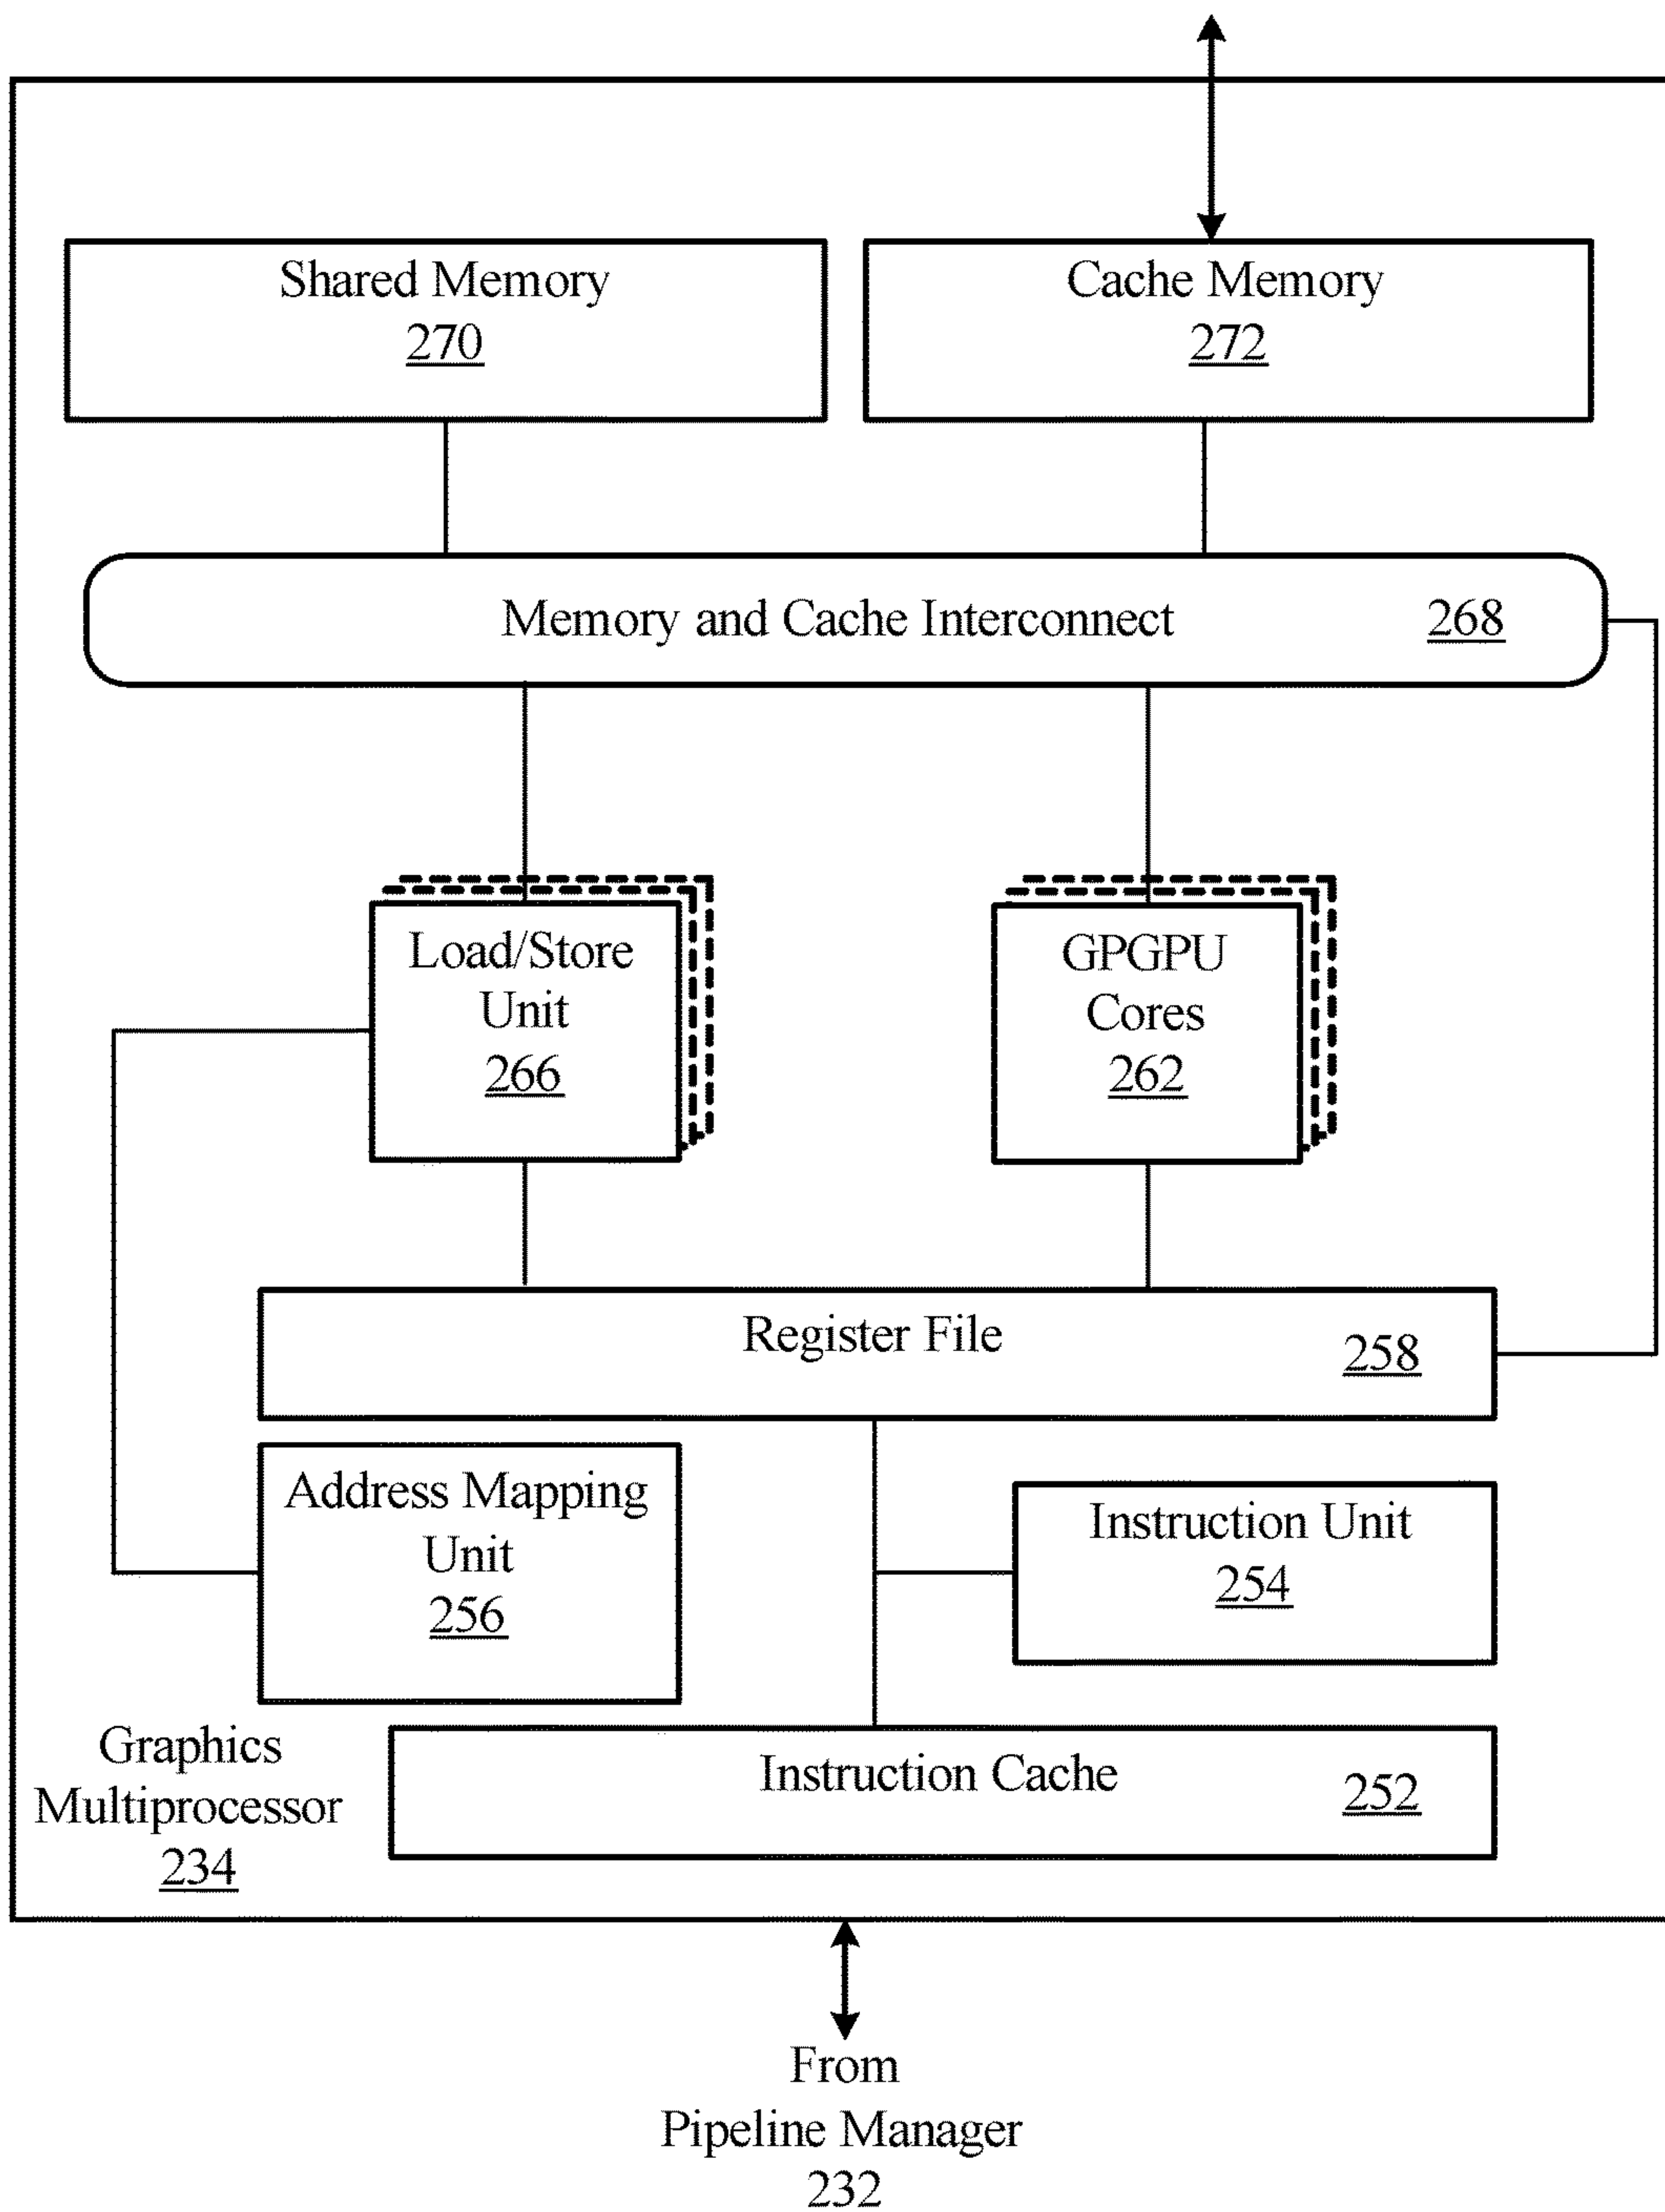 Shared Memory
270
Cache Memory
272
Memory and Cache Interconnect 268
Load/Store
Unit
266
GPGPU
Cores
262
Register File 258
Address Mapping
Unit
256
Instruction Unit
254
Graphics
Multiprocessor
234
Instruction Cache 252
From
Pipeline Manager
232